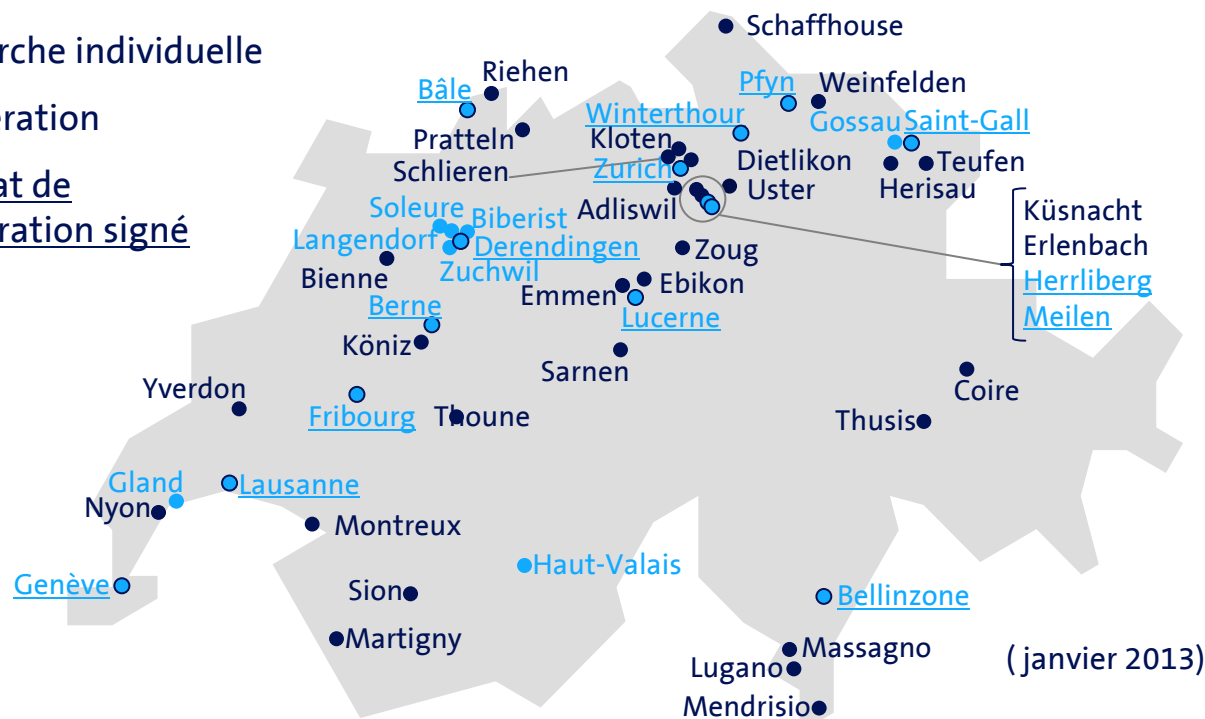 rche individuelle
ération
at de
ration signé
Schaffhouse
Riehen
Bâle
Pfyn
Weinfelden
Winterthour
Gossau
Saint-Gall
Pratteln
Kloten
Schlieren
Zurich
Dietlikon
Teufen
Uster
Herisau
Adliswil
Soleure
Biberist
Langendorf
Derendingen
Zuchwil
Bienne
Zoug
Küsnacht
Erlenbach
Herrliberg
Meilen
Emmen
Ebikon
Berne
Lucerne
Köniz
Sarnen
Yverdon
Coire
Fribourg
Thoune
Thusis
Gland
Lausanne
Nyon
Montreux
Haut-Valais
Genève
Sion
Bellinzone
Martigny
Massagno
Lugano
Mendrisio
( janvier 2013)